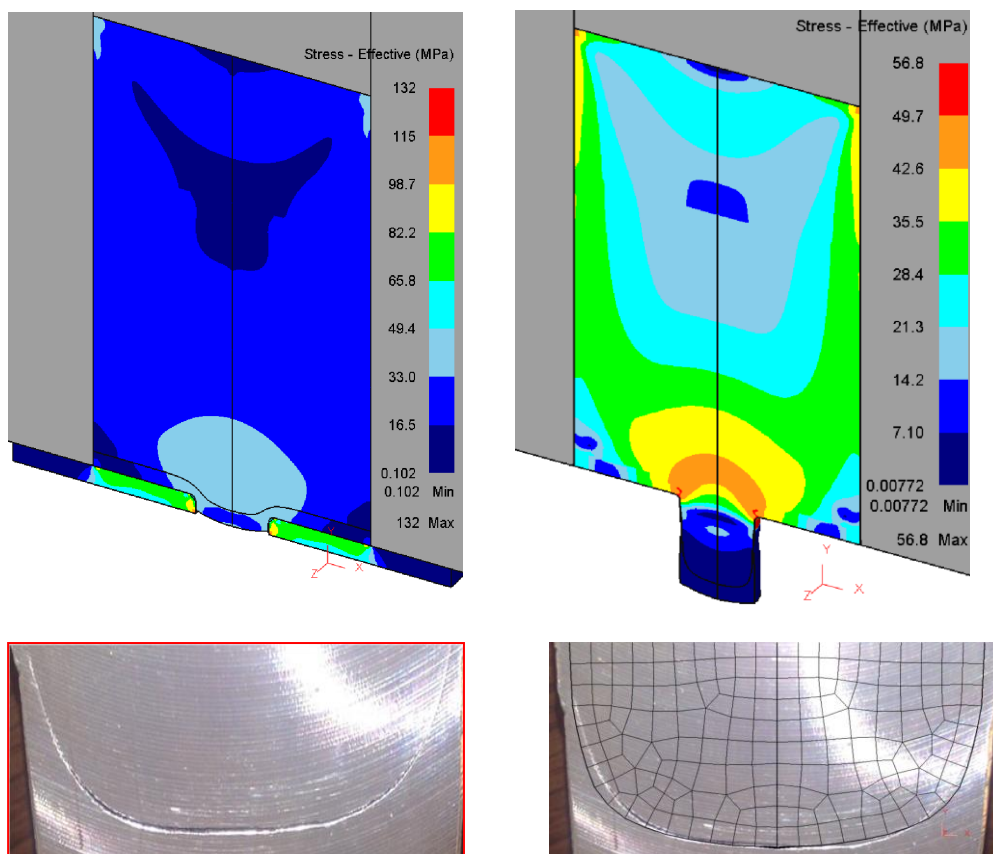 Stress - Effective (MPa)
132
115
98.7
82.2
65.8
49.4
33.0
16.5
0.102
0.102 Min
132 Max
Z X
Stress - Effective (MPa)
56.8
49.7
42.6
35.5
28.4
21.3
14.2
7.10
0.00772
0.00772 Min
56.8 Max
Y
Z X
x